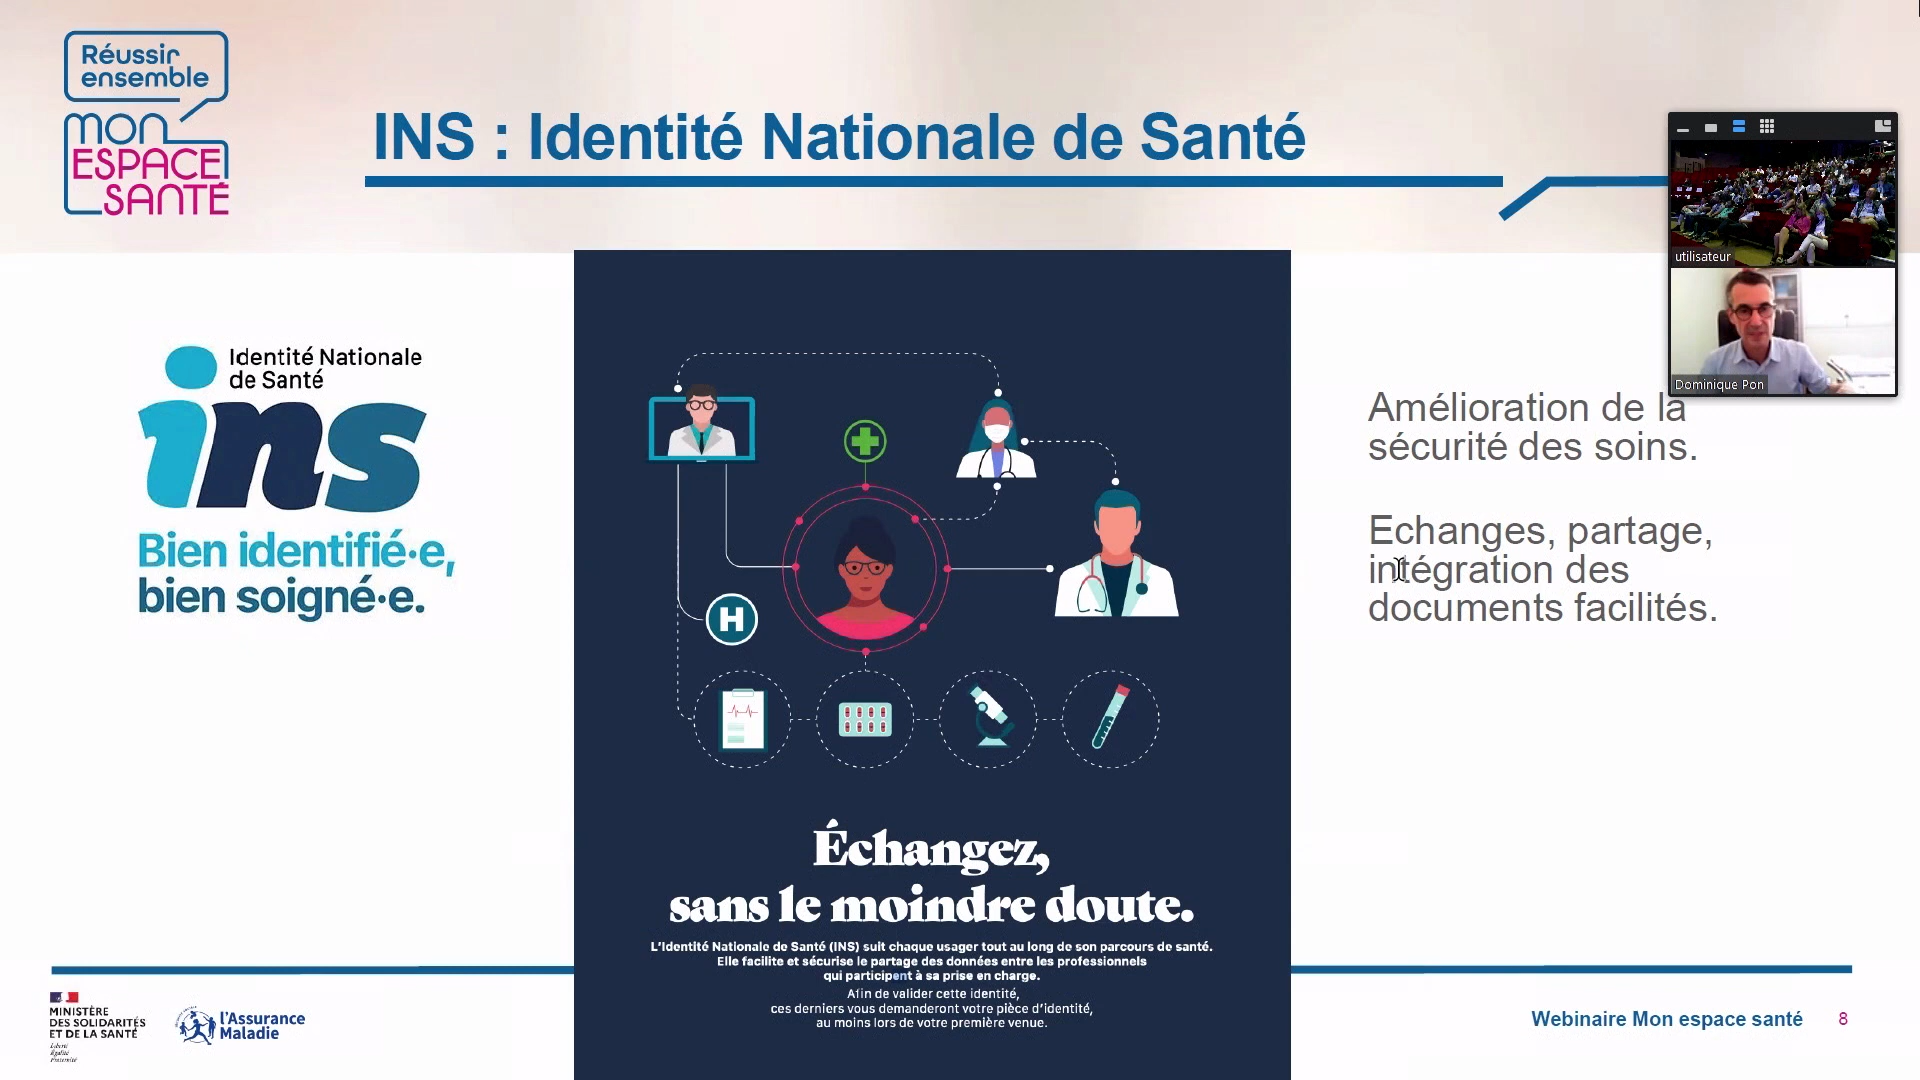 Réussir
ensemble
mon
ESPACE
SANTÉ
INS : Identité Nationale de Santé
utilisateur
Dominique Pon
Identité Nationale
de Santé
ins
Bien identifié·e,
bien soigné·e.
H
Amélioration de la
sécurité des soins.
Echanges, partage,
intégration des
documents facilités.
Échangez,
sans le moindre doute.
L'Identité Nationale de Santé (INS) suit chaque usager tout au long de son parcours de santé.
Elle facilite et sécurise le partage des données entre les professionnels
qui participent à sa prise en charge.
Afin de valider cette identité,
ces derniers vous demanderont votre pièce d'identité,
au moins lors de votre première venue.
MINISTÈRE
DES SOLIDARITÉS
ET DE LA SANTÉ
Liberté
Égalité
Fraternité
l'Assurance
Maladie
Webinaire Mon espace santé 8